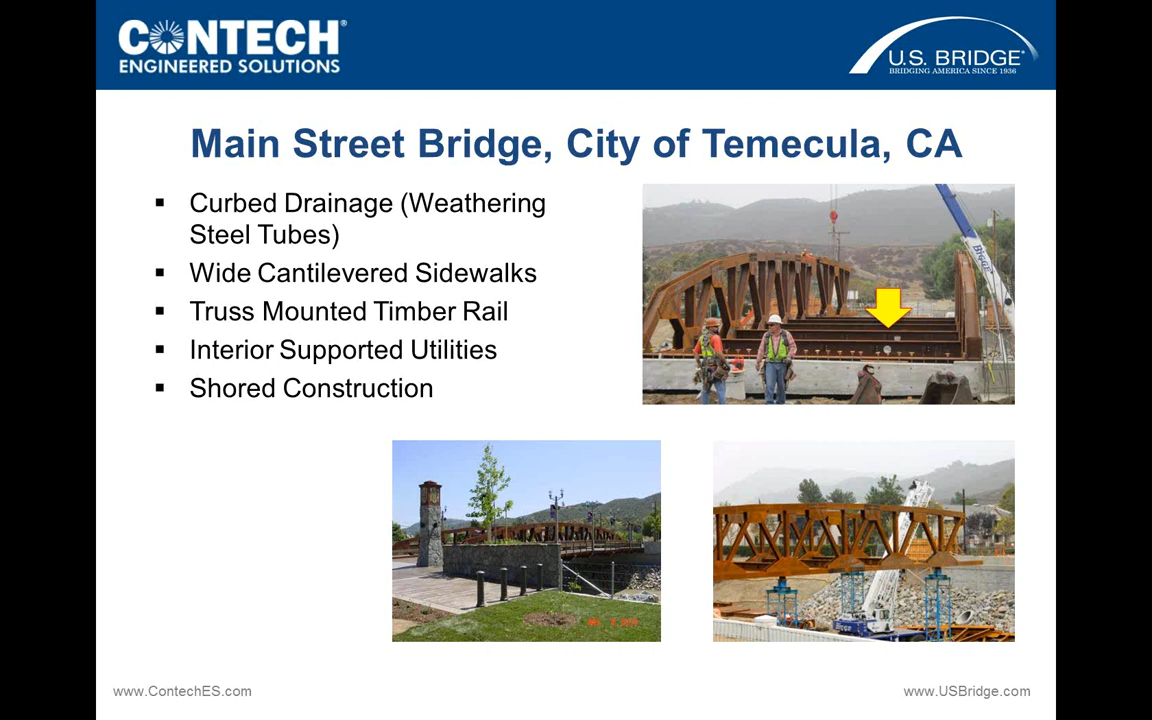 CONTECH®
ENGINEERED SOLUTIONS
U.S. BRIDGE®
BRIDGING AMERICA SINCE 1936
Main Street Bridge, City of Temecula, CA
▪ Curbed Drainage (Weathering
Steel Tubes)
▪ Wide Cantilevered Sidewalks
▪ Truss Mounted Timber Rail
▪ Interior Supported Utilities
▪ Shored Construction
BIGGE
BIGGE
www.ContechES.com
www.USBridge.com